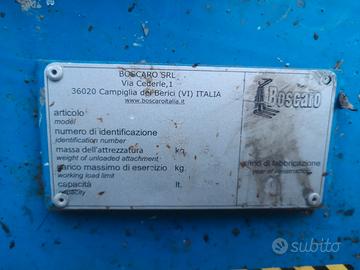 BOSCARO SRL
Via Cederle,1
36020 Campiglia dei Berici (VI) ITALIA
www.boscaroitalia.it
Boscaro
articolo
model
numero di identificazione
identification number
massa dell'attrezzatura kg.
weight of unloaded attachment
carico massimo di esercizio kg.
working load limit
anno di fabbricazione
year of
capacità lt.
capacity
subito